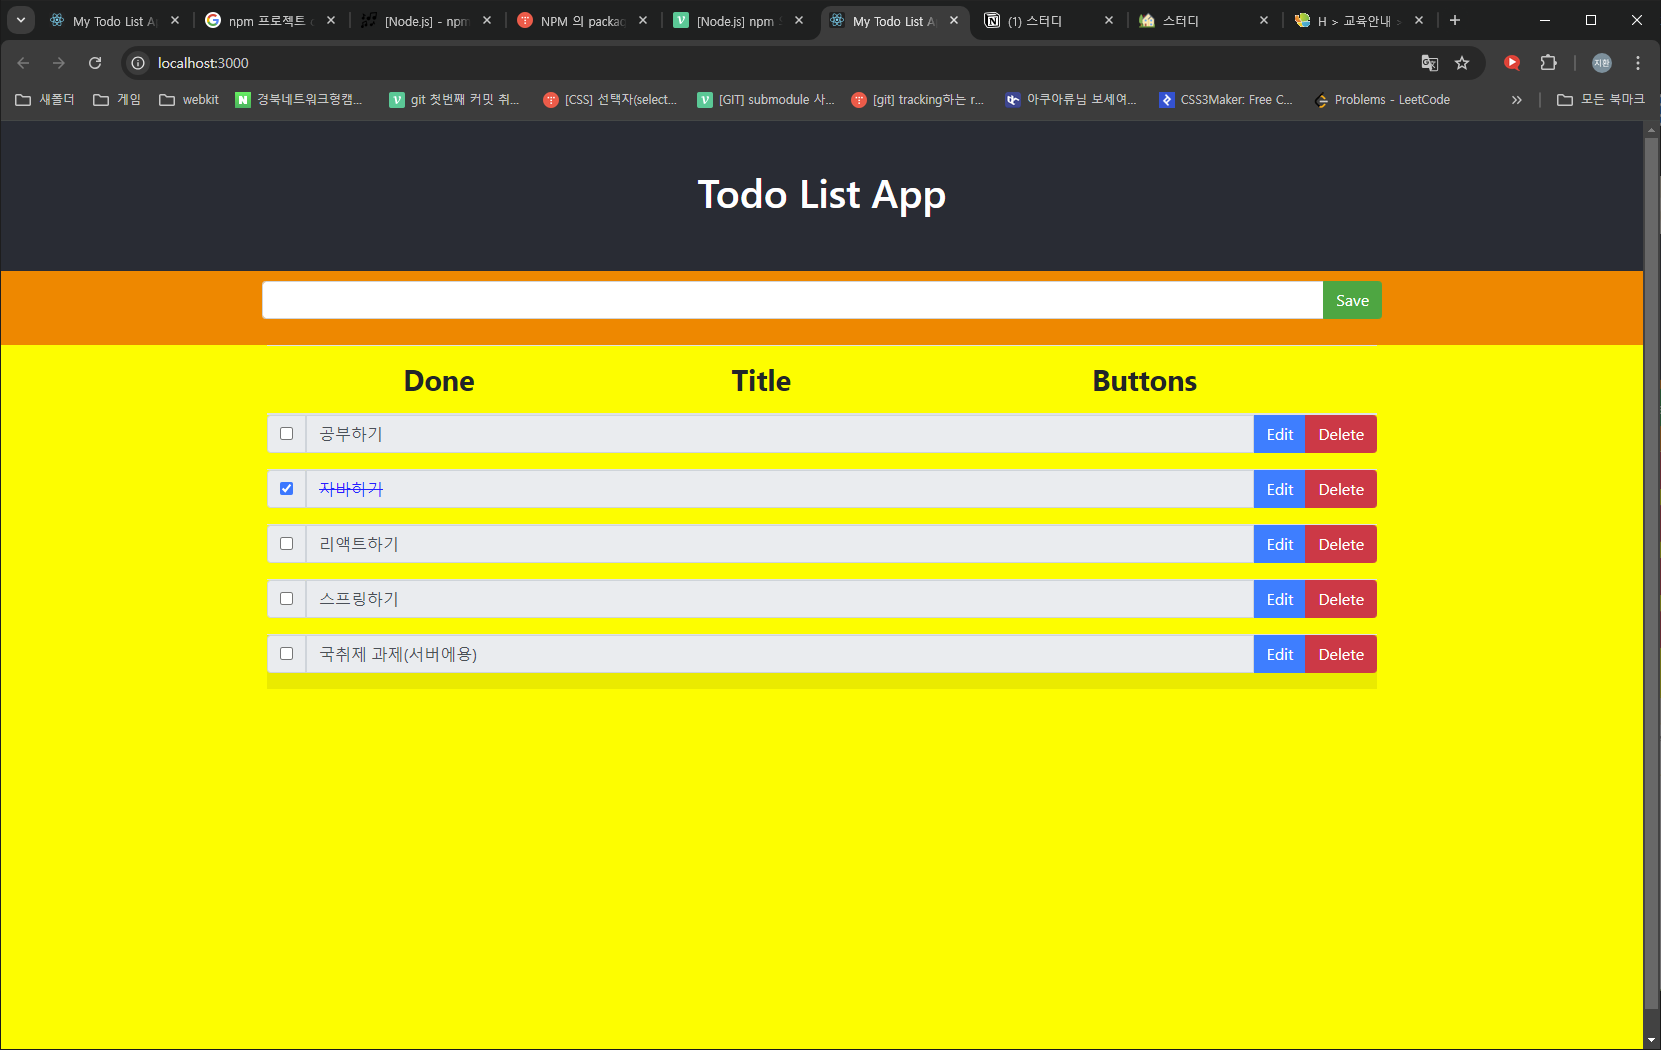 My Todo List A
npm 프로젝트
[Node.js] - npm
NPM 의 packag
[Node.js] npm
My Todo List A
(1) 스터디
스터디
H > 교육안내 >
localhost:3000
지환
새폴더
게임
webkit
경북네트워크형캠...
git 첫번째 커밋 취...
[CSS] 선택자(select...
[GIT] submodule 사...
[git] tracking하는 r...
아쿠아류님 보세여...
CSS3Maker: Free C...
Problems - LeetCode
»
모든 북마크
Todo List App
Save
Done Title Buttons
공부하기 Edit Delete
자바하기 Edit Delete
리액트하기 Edit Delete
스프링하기 Edit Delete
국취제 과제(서버에용) Edit Delete